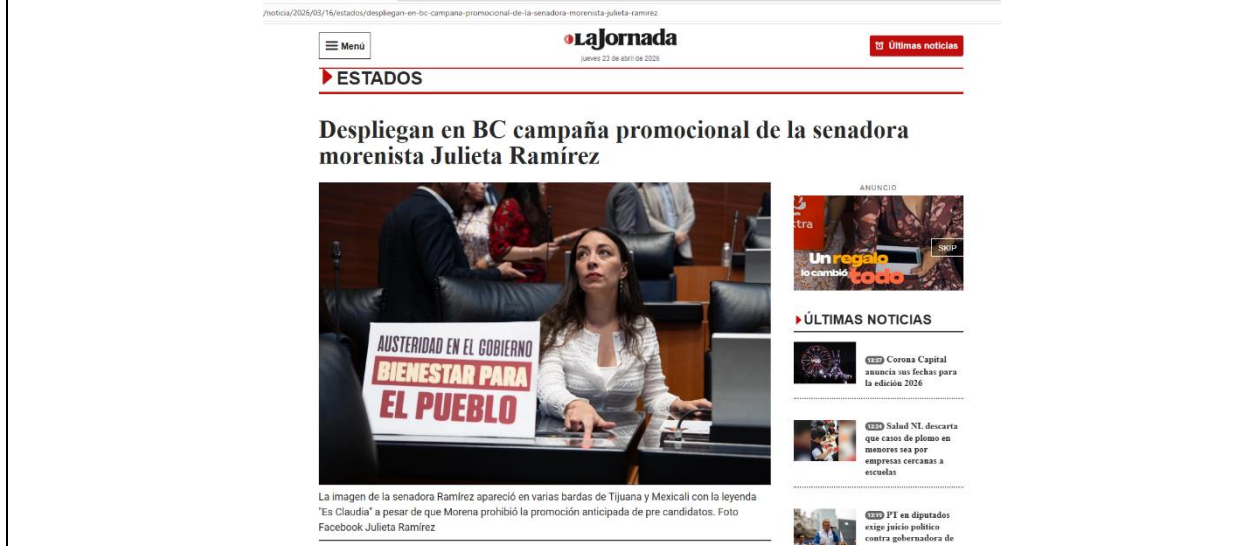 /noticia/2026/03/16/estados/despliegan-en-bc-campana-promocional-de-la-senadora-morenista-julieta-ramirez
Menú
LaJornada
jueves 23 de abril de 2026
Últimas noticias
ESTADOS
Despliegan en BC campaña promocional de la senadora
morenista Julieta Ramírez
AUSTERIDAD EN EL GOBIERNO
BIENESTAR PARA
EL PUEBLO
La imagen de la senadora Ramírez apareció en varias bardas de Tijuana y Mexicali con la leyenda
"Es Claudia" a pesar de que Morena prohibió la promoción anticipada de pre candidatos. Foto
Facebook Julieta Ramírez
ANUNCIO
xtra
SKIP
Un regalo
lo cambió todo
ÚLTIMAS NOTICIAS
13:27 Corona Capital
anuncia sus fechas para
la edición 2026
13:24 Salud NL descarta
que casos de plomo en
menores sea por
empresas cercanas a
escuelas
PT en diputados
exige juicio político
contra gobernadora de